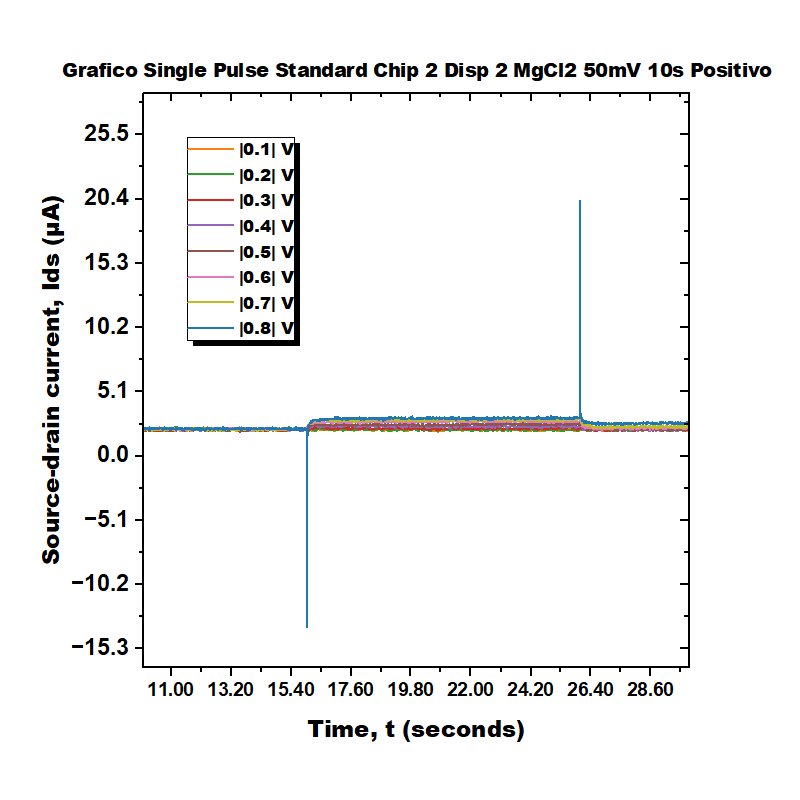 Grafico Single Pulse Standard Chip 2 Disp 2 MgCl2 50mV 10s Positivo
25.5
20.4
15.3
10.2
5.1
0.0
−5.1
−10.2
−15.3
Source-drain current, Ids (µA)
|0.1| V
|0.2| V
|0.3| V
|0.4| V
|0.5| V
|0.6| V
|0.7| V
|0.8| V
11.00 13.20 15.40 17.60 19.80 22.00 24.20 26.40 28.60
Time, t (seconds)